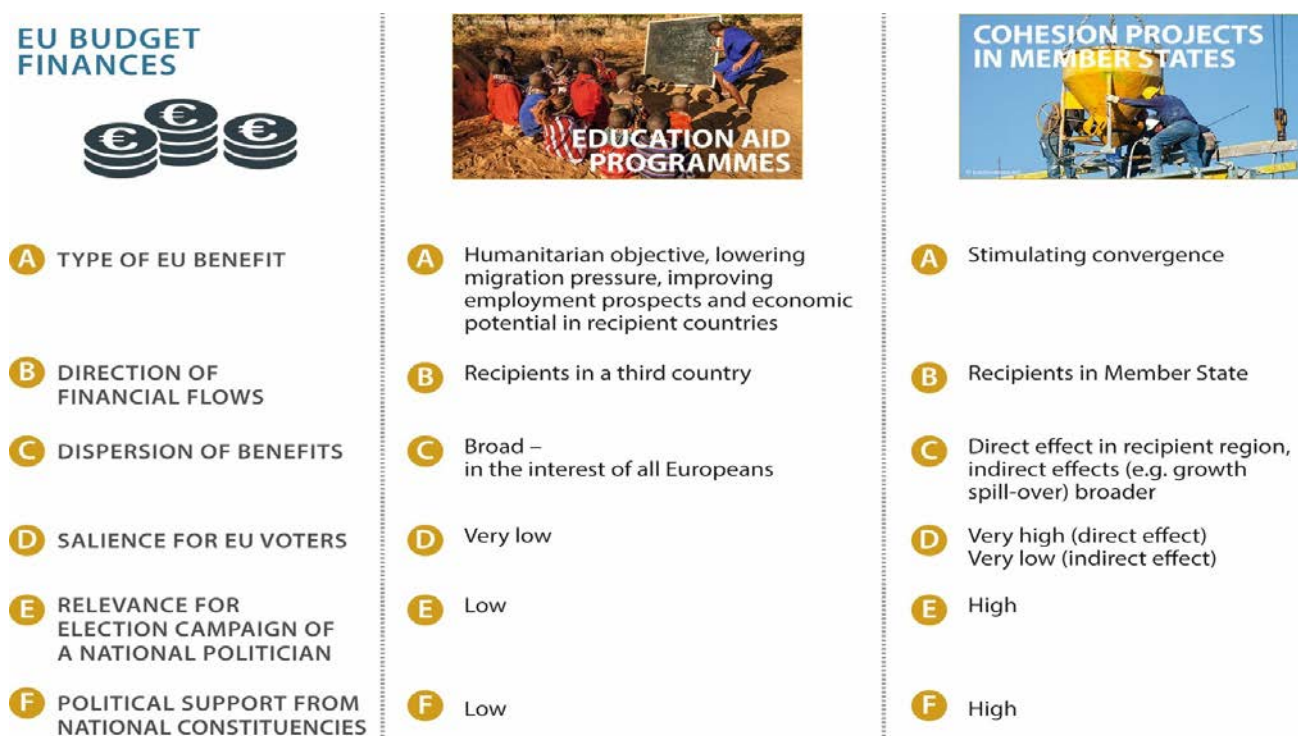 EU BUDGET
FINANCES
€ € €
EDUCATION AID
PROGRAMMES
COHESION PROJECTS
IN MEMBER STATES
A TYPE OF EU BENEFIT
A Humanitarian objective, lowering
migration pressure, improving
employment prospects and economic
potential in recipient countries
A Stimulating convergence
B DIRECTION OF
FINANCIAL FLOWS
B Recipients in a third country
B Recipients in Member State
C DISPERSION OF BENEFITS
C Broad –
in the interest of all Europeans
C Direct effect in recipient region,
indirect effects (e.g. growth
spill-over) broader
D SALIENCE FOR EU VOTERS
D Very low
D Very high (direct effect)
Very low (indirect effect)
E RELEVANCE FOR
ELECTION CAMPAIGN OF
A NATIONAL POLITICIAN
E Low
E High
F POLITICAL SUPPORT FROM
NATIONAL CONSTITUENCIES
F Low
F High